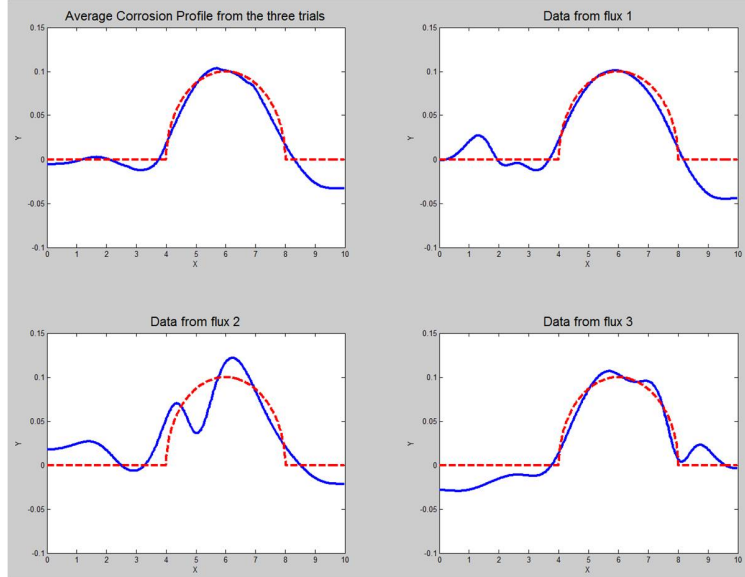 Average Corrosion Profile from the three trials
0.15
0.1
0.05
0
-0.05
-0.1
Y
0 1 2 3 4 5 6 7 8 9 10
X
Data from flux 1
0.15
0.1
0.05
0
-0.05
-0.1
Y
0 1 2 3 4 5 6 7 8 9 10
X
Data from flux 2
0.15
0.1
0.05
0
-0.05
-0.1
Y
0 1 2 3 4 5 6 7 8 9 10
X
Data from flux 3
0.15
0.1
0.05
0
-0.05
-0.1
Y
0 1 2 3 4 5 6 7 8 9 10
X